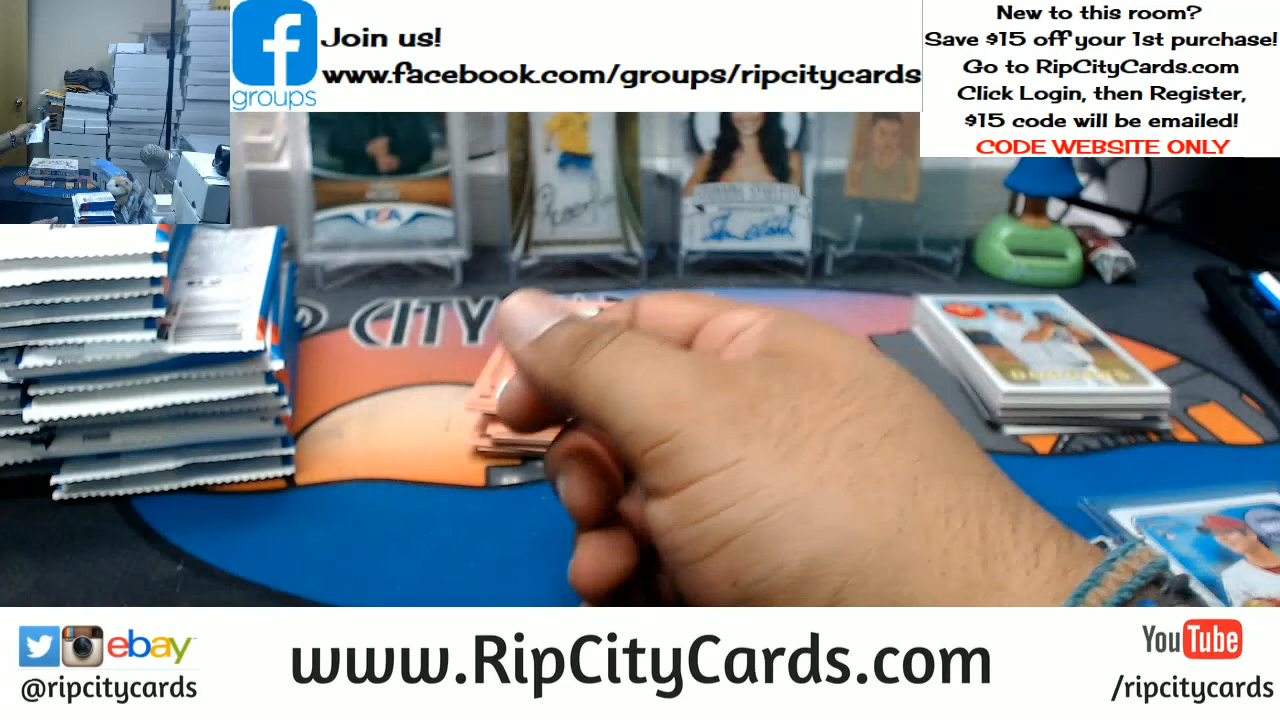 Join us!
www.facebook.com/groups/ripcitycards
groups
New to this room?
Save $15 off your 1st purchase!
Go to RipCityCards.com
Click Login, then Register,
$15 code will be emailed!
CODE WEBSITE ONLY
CITY
DODGERS
ebay
@ripcitycards
www.RipCityCards.com
YouTube
/ripcitycards